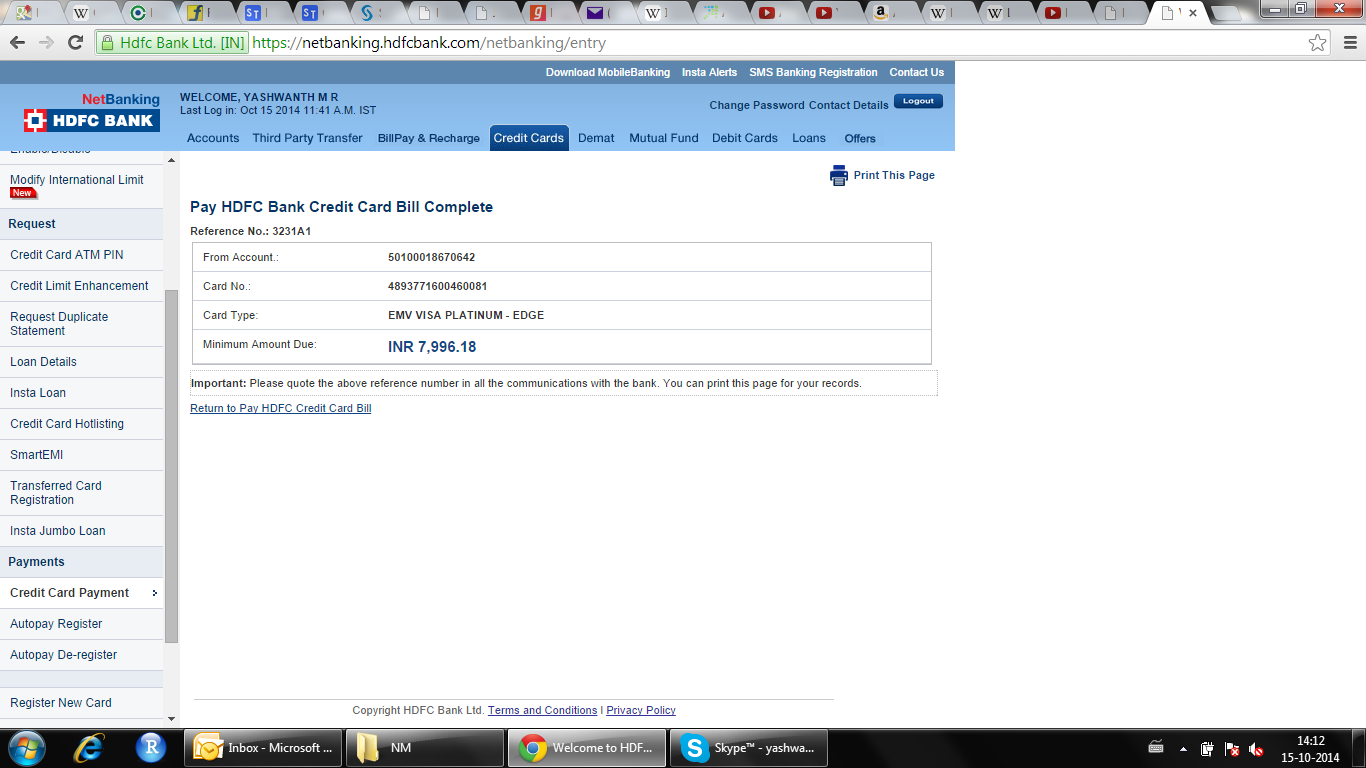 Hdfc Bank Ltd. [IN] https://netbanking.hdfcbank.com/netbanking/entry
Download MobileBanking Insta Alerts SMS Banking Registration Contact Us
NetBanking
HDFC BANK
WELCOME, YASHWANTH M R
Last Log in: Oct 15 2014 11:41 A.M. IST
Change Password Contact Details Logout
Accounts Third Party Transfer BillPay & Recharge Credit Cards Demat Mutual Fund Debit Cards Loans Offers
Enable/Disable
Modify International Limit
New
Request
Credit Card ATM PIN
Credit Limit Enhancement
Request Duplicate
Statement
Loan Details
Insta Loan
Credit Card Hotlisting
SmartEMI
Transferred Card
Registration
Insta Jumbo Loan
Payments
Credit Card Payment
Autopay Register
Autopay De-register
Register New Card
Print This Page
Pay HDFC Bank Credit Card Bill Complete
Reference No.: 3231A1
From Account.: 50100018670642
Card No.: 4893771600460081
Card Type: EMV VISA PLATINUM - EDGE
Minimum Amount Due: INR 7,996.18
Important: Please quote the above reference number in all the communications with the bank. You can print this page for your records.
Return to Pay HDFC Credit Card Bill
Copyright HDFC Bank Ltd. Terms and Conditions I Privacy Policy
Inbox - Microsoft ... NM Welcome to HDF... Skype™ - yashwa...
14:12
15-10-2014